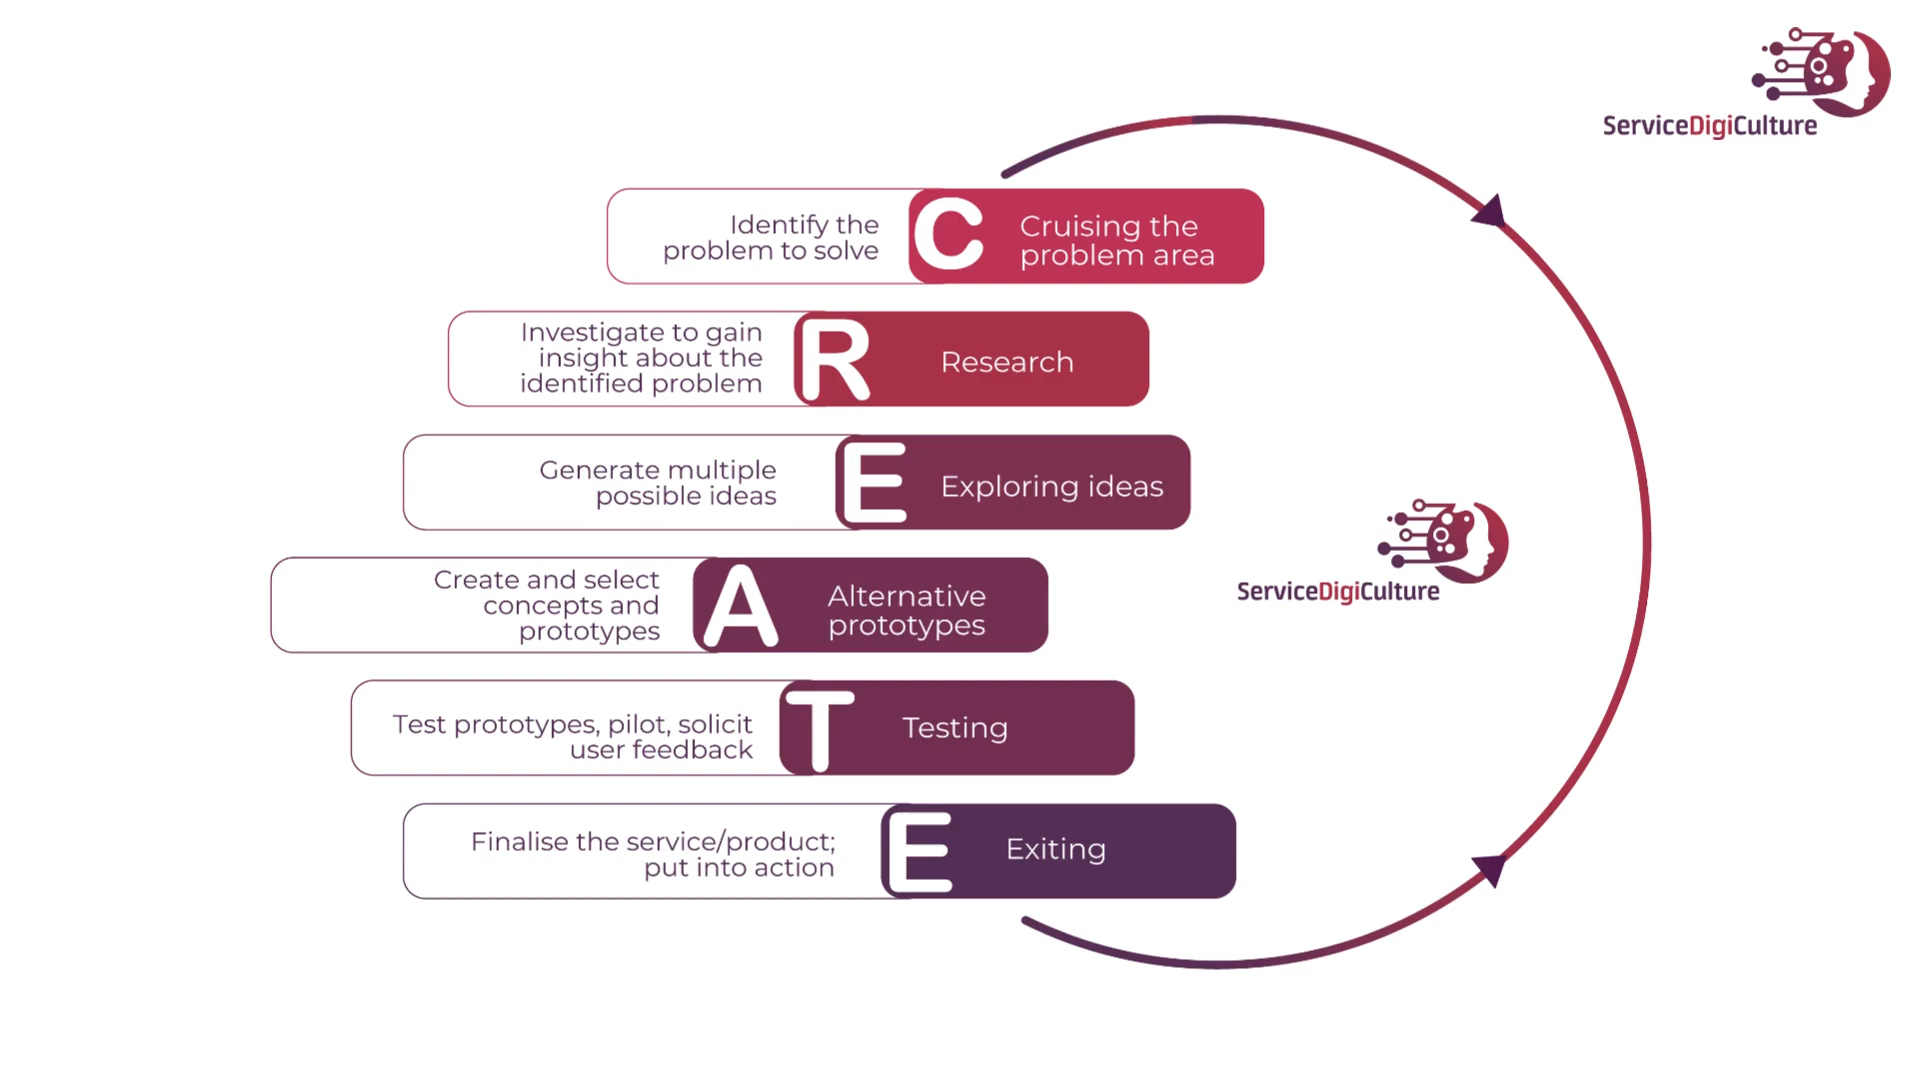 ServiceDigiCulture
Identify the
problem to solve
C
Cruising the
problem area
Investigate to gain
insight about the
identified problem
R
Research
Generate multiple
possible ideas
E
Exploring ideas
Create and select
concepts and
prototypes
A
Alternative
prototypes
ServiceDigiCulture
Test prototypes, pilot, solicit
user feedback
T
Testing
Finalise the service/product;
put into action
E
Exiting